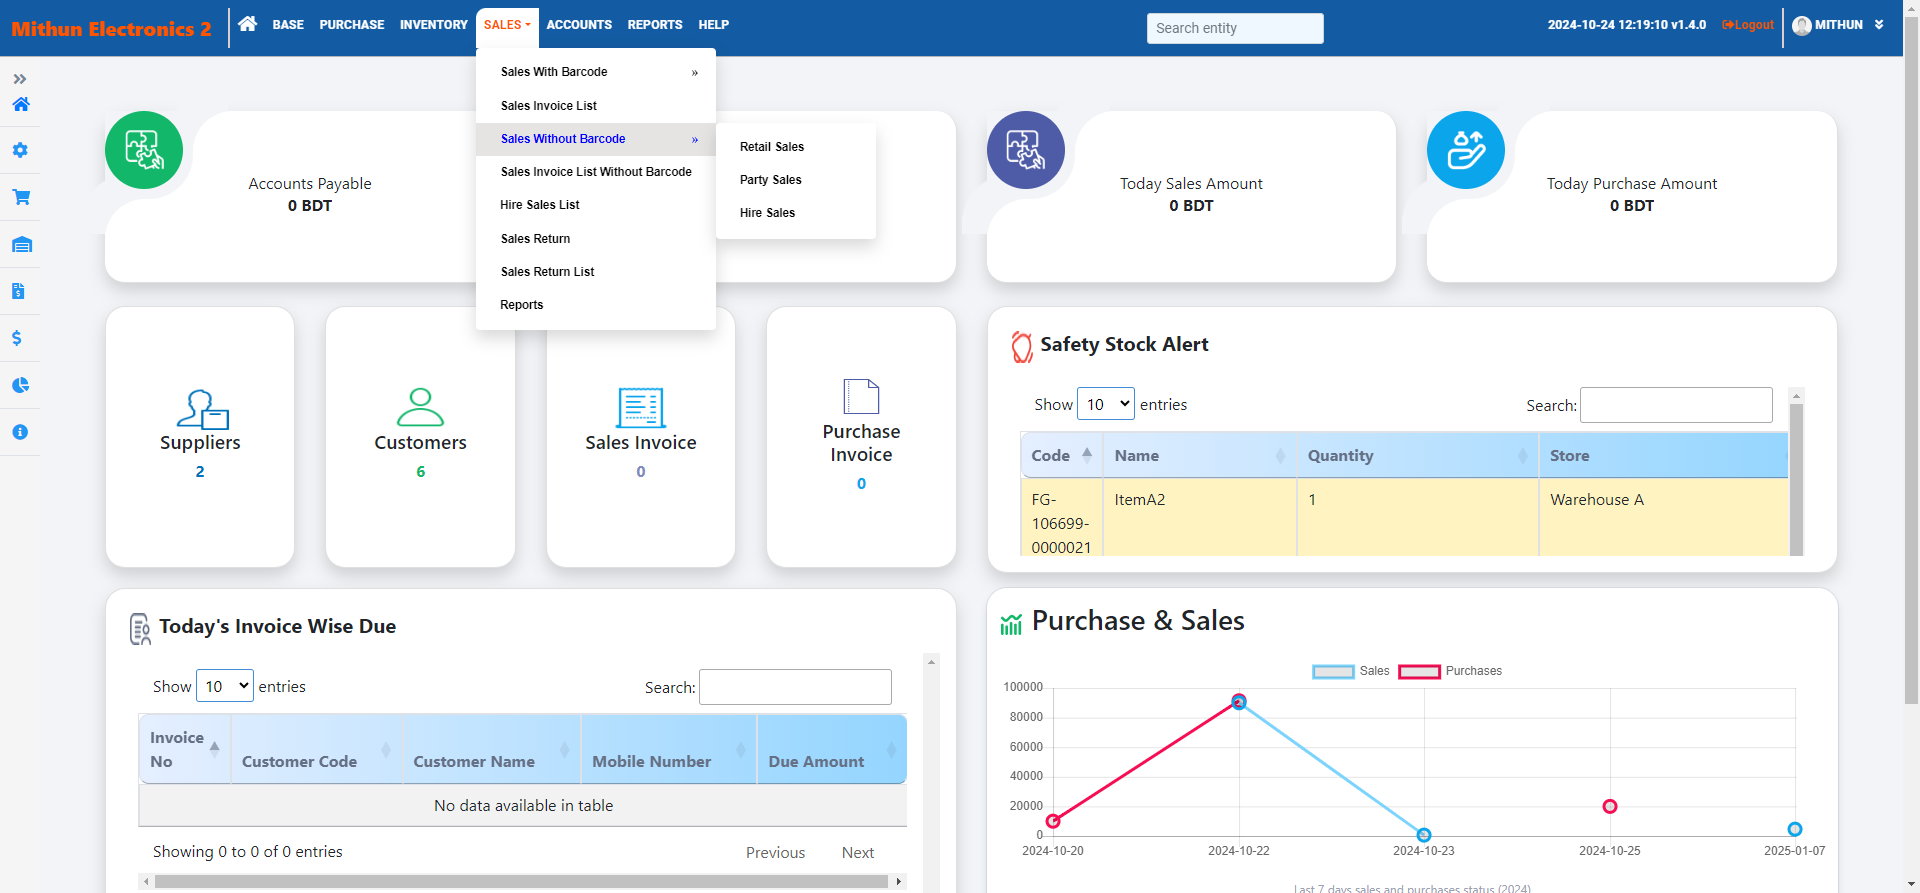 Mithun Electronics 2
BASE PURCHASE INVENTORY SALES ACCOUNTS REPORTS HELP
Search entity
2024-10-24 12:19:10 v1.4.0
Logout
MITHUN
Sales With Barcode »
Sales Invoice List
Sales Without Barcode »
Sales Invoice List Without Barcode
Hire Sales List
Sales Return
Sales Return List
Reports
Retail Sales
Party Sales
Hire Sales
Accounts Payable
0 BDT
Today Sales Amount
0 BDT
Today Purchase Amount
0 BDT
Suppliers
2
Customers
6
Sales Invoice
0
Purchase
Invoice
0
Safety Stock Alert
Show 10 entries
Search:
Code Name Quantity Store
FG-
106699-
0000021
ItemA2 1 Warehouse A
Today's Invoice Wise Due
Show 10 entries
Search:
Invoice
No
Customer Code Customer Name Mobile Number Due Amount
No data available in table
Showing 0 to 0 of 0 entries
Previous Next
Purchase & Sales
Sales Purchases
100000
80000
60000
40000
20000
0
2024-10-20 2024-10-22 2024-10-23 2024-10-25 2025-01-07
Last 7 days sales and purchases status (2024)